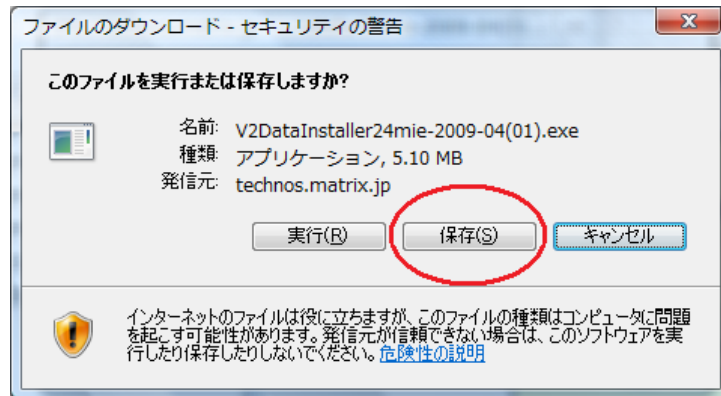 ファイルのダウンロード - セキュリティの警告
このファイルを実行または保存しますか?
名前: V2DataInstaller24mie-2009-04(01).exe
種類: アプリケーション, 5.10 MB
発信元: technos.matrix.jp
実行(R) 保存(S) キャンセル
インターネットのファイルは役に立ちますが、このファイルの種類はコンピュータに問題
を起こす可能性があります。発信元が信頼できない場合は、このソフトウェアを実
行したり保存したりしないでください。危険性の説明